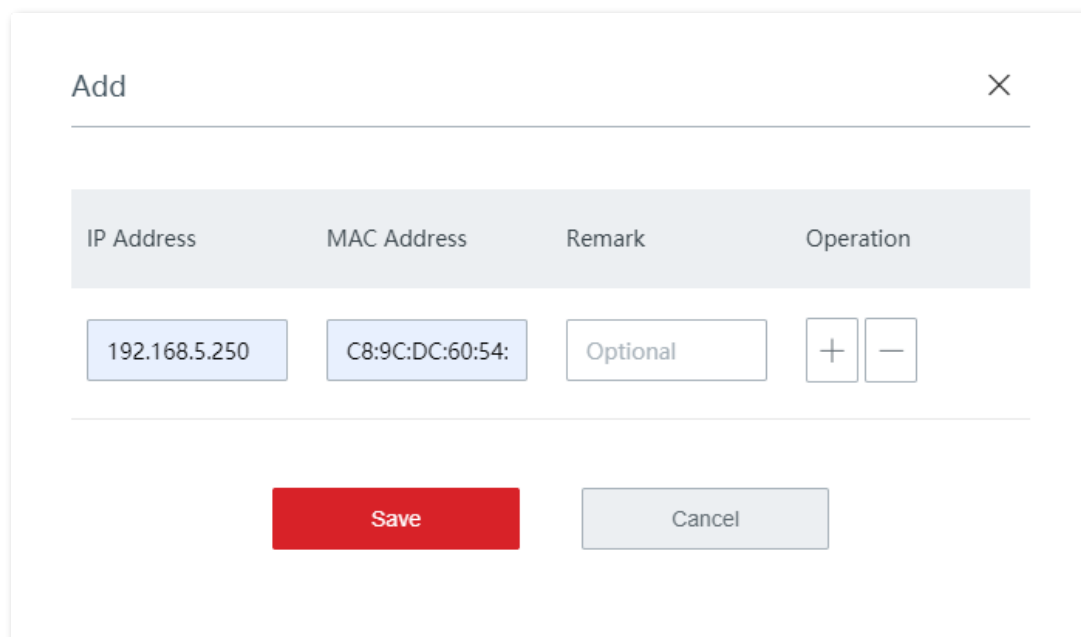 Add
IP Address MAC Address Remark Operation
192.168.5.250 C8:9C:DC:60:54: Optional
Save Cancel